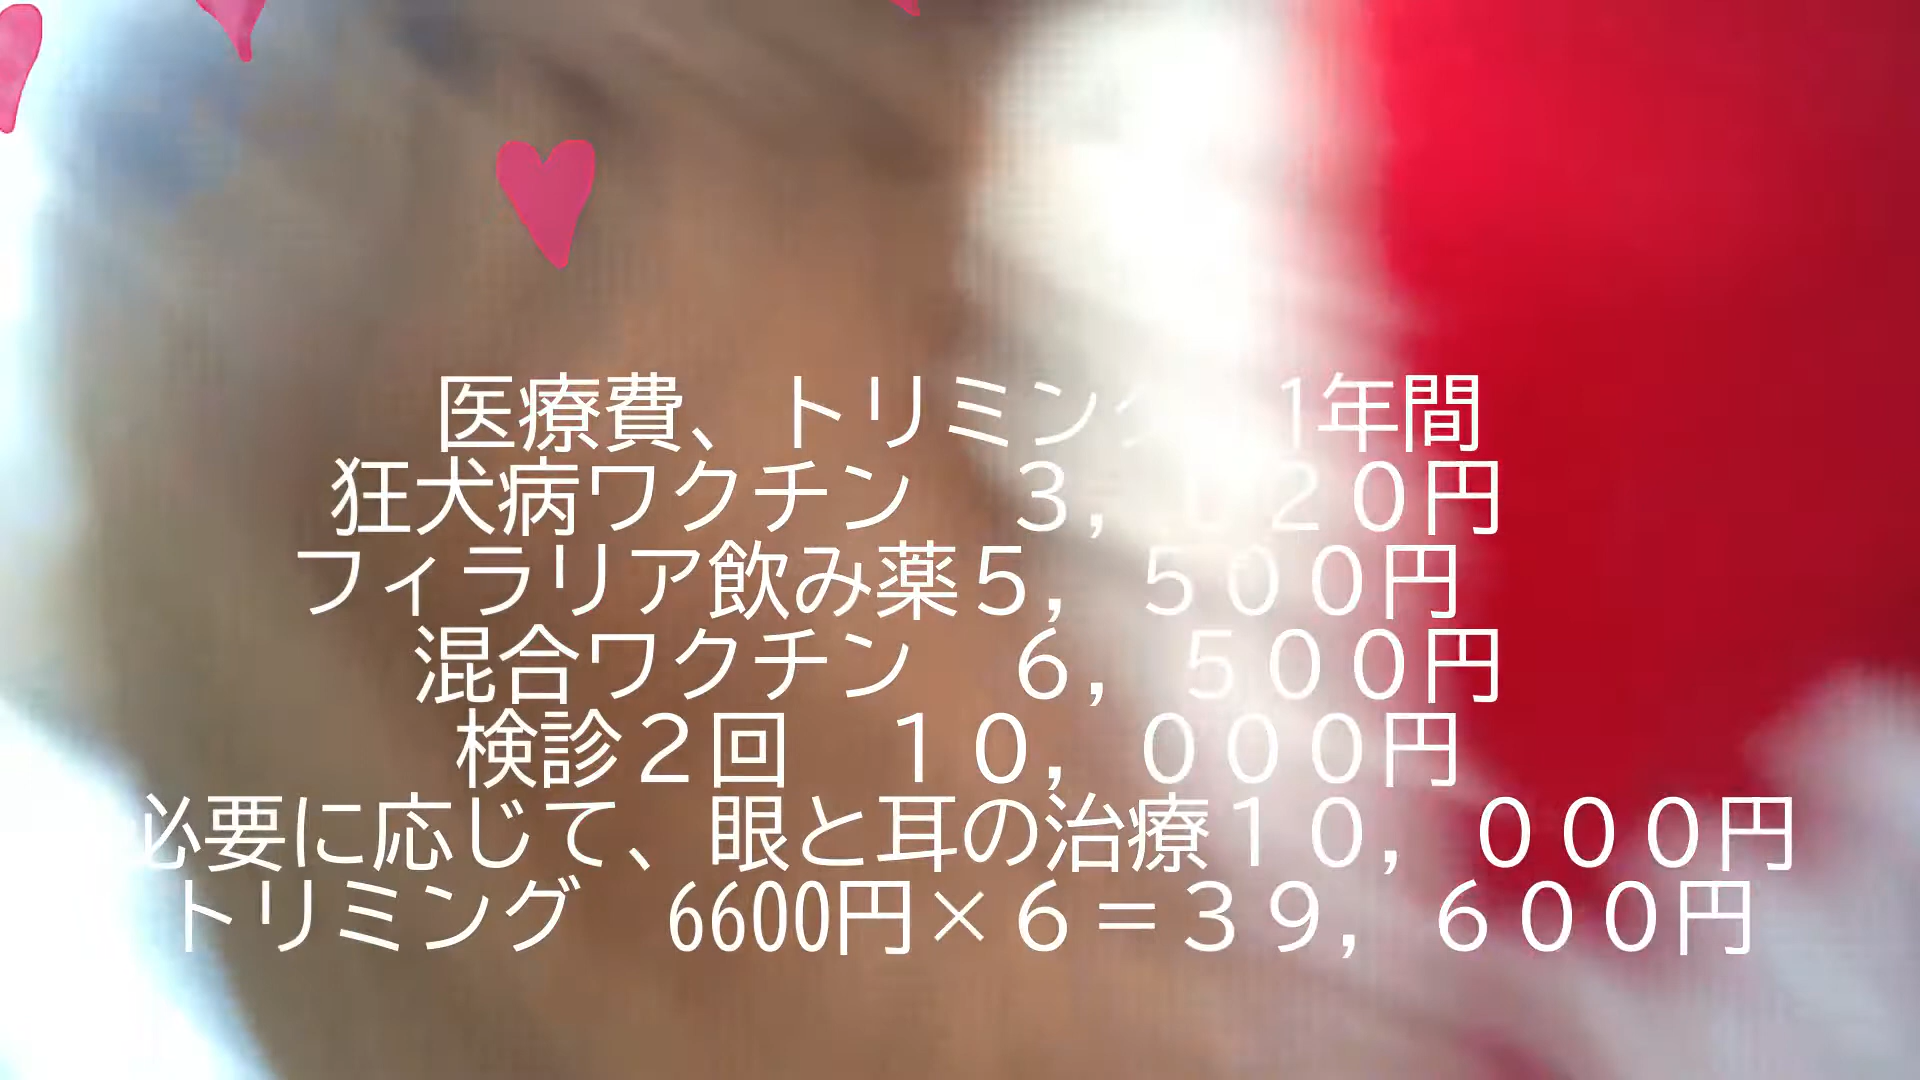 医療費、トリミング 1年間
狂犬病ワクチン　３，　２０円
フィラリア飲み薬５，５００円
混合ワクチン　６，５００円
検診２回　１０，０００円
必要に応じて、眼と耳の治療１０，０００円
トリミング　6600円×６＝３９，６００円